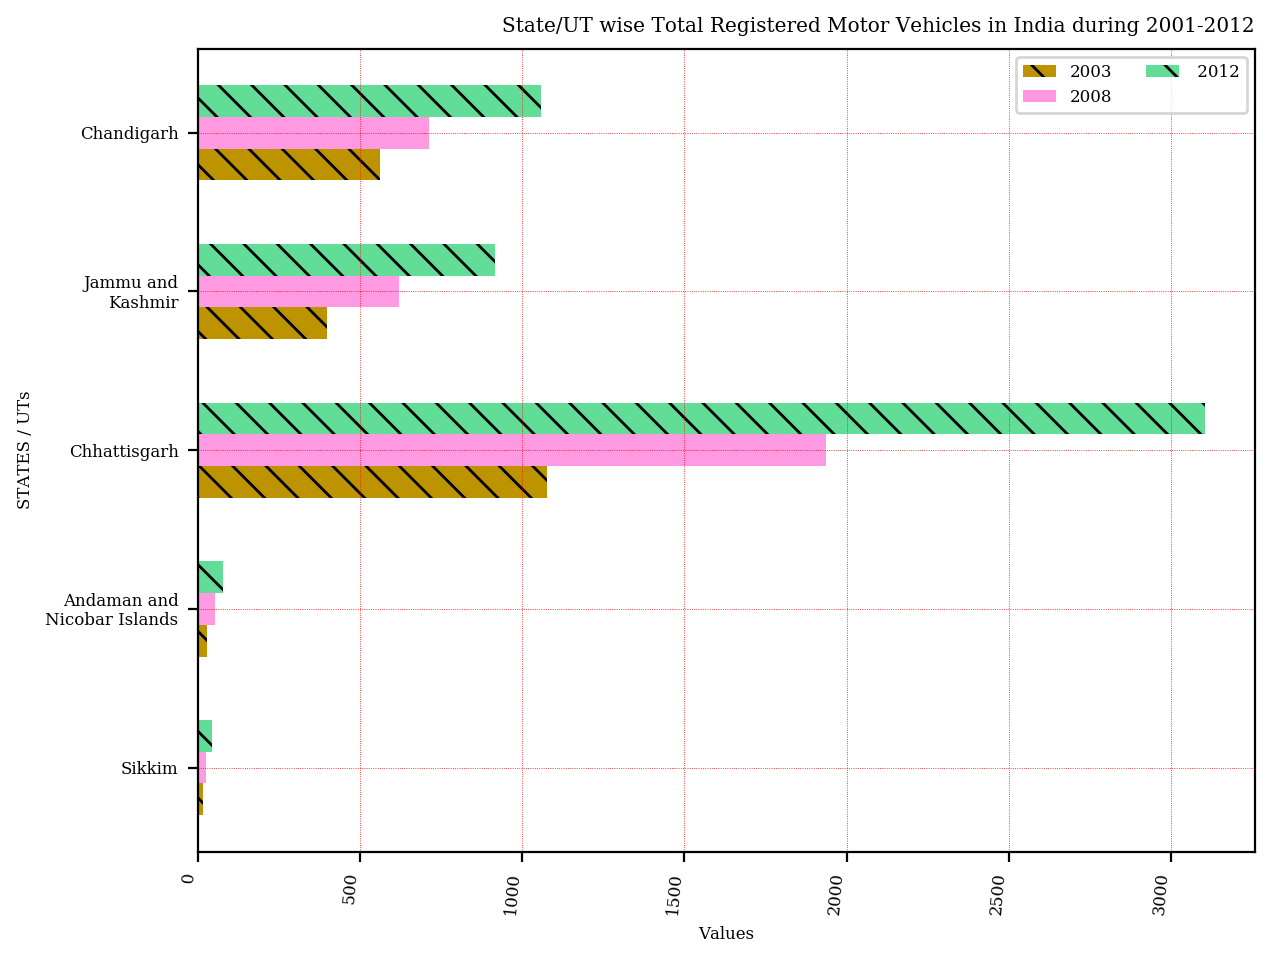 State/UT wise Total Registered Motor Vehicles in India during 2001-2012
2003
2008
2012
STATES / UTs
Chandigarh
Jammu and
Kashmir
Chhattisgarh
Andaman and
Nicobar Islands
Sikkim
0
500
1000
1500
2000
2500
3000
Values